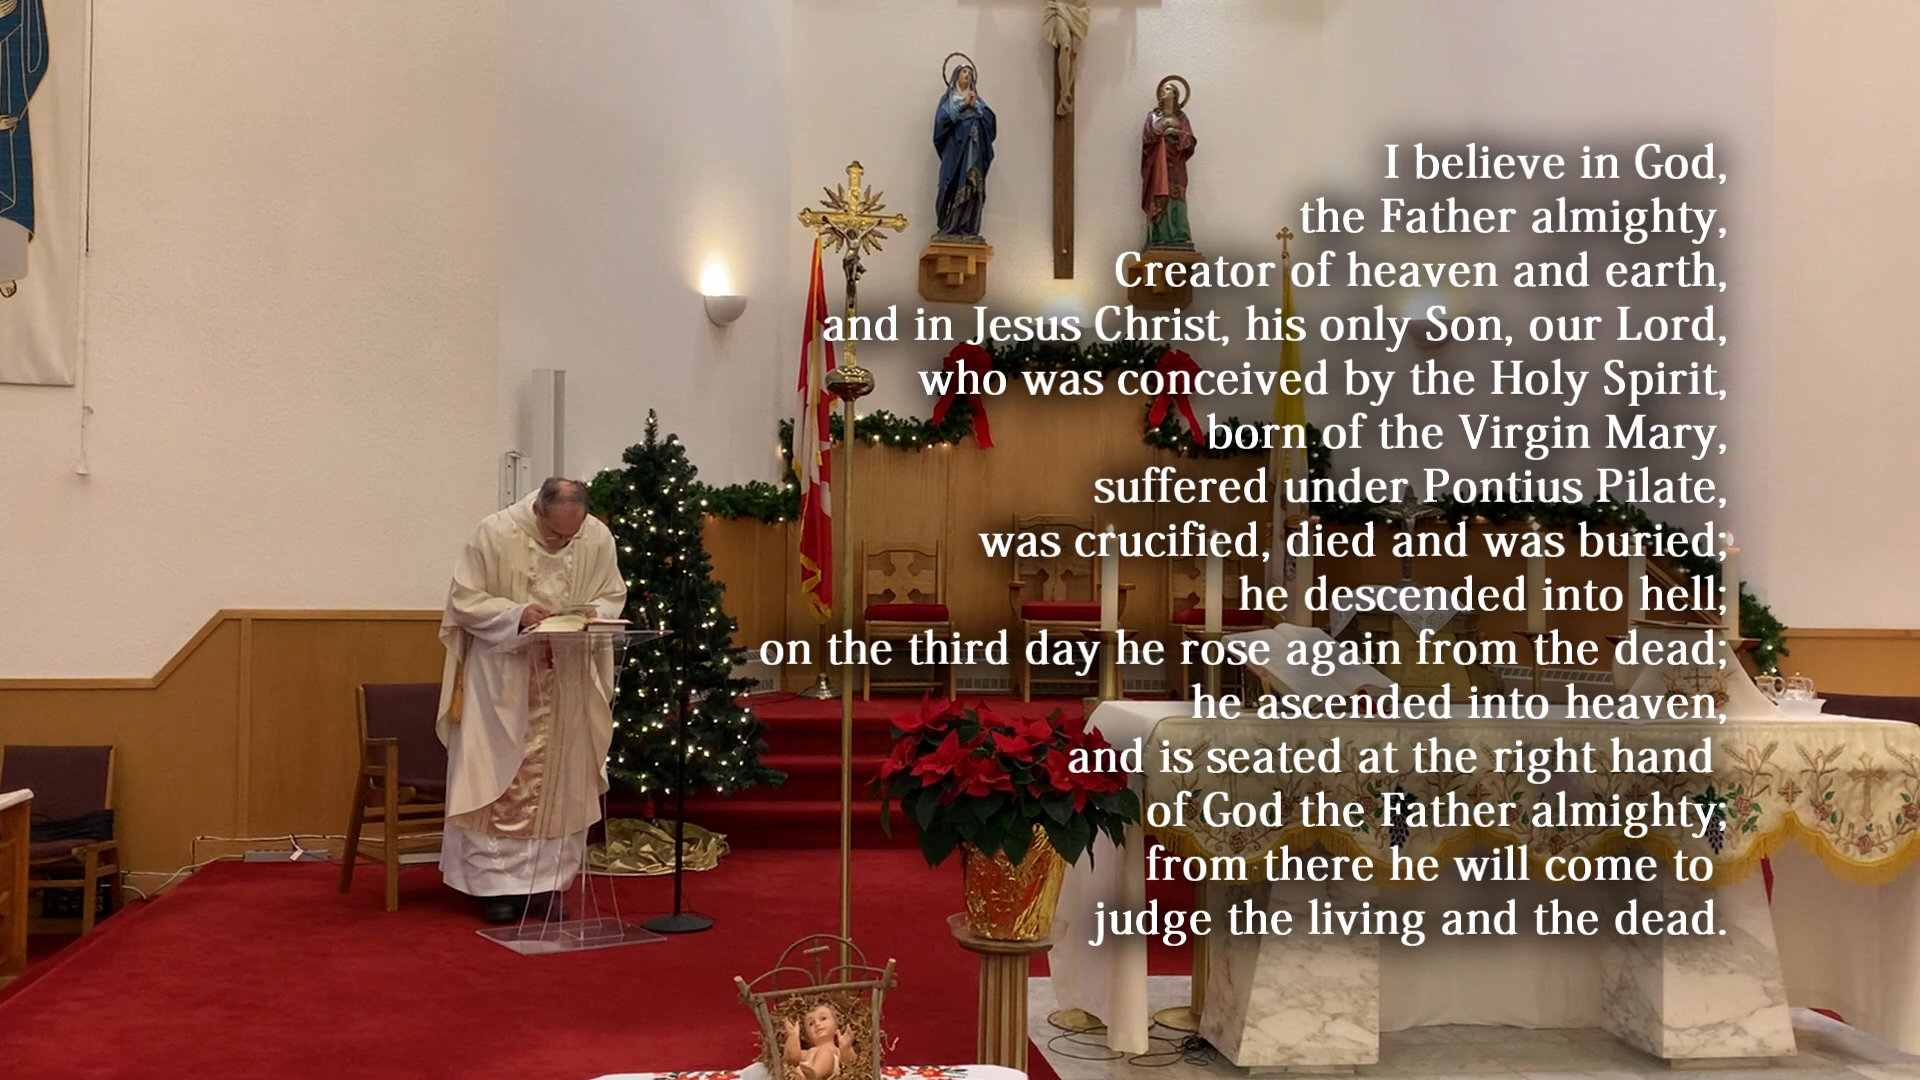 I believe in God,
the Father almighty,
Creator of heaven and earth,
and in Jesus Christ, his only Son, our Lord,
who was conceived by the Holy Spirit,
born of the Virgin Mary,
suffered under Pontius Pilate,
was crucified, died and was buried;
he descended into hell;
on the third day he rose again from the dead;
he ascended into heaven,
and is seated at the right hand
of God the Father almighty;
from there he will come to
judge the living and the dead.